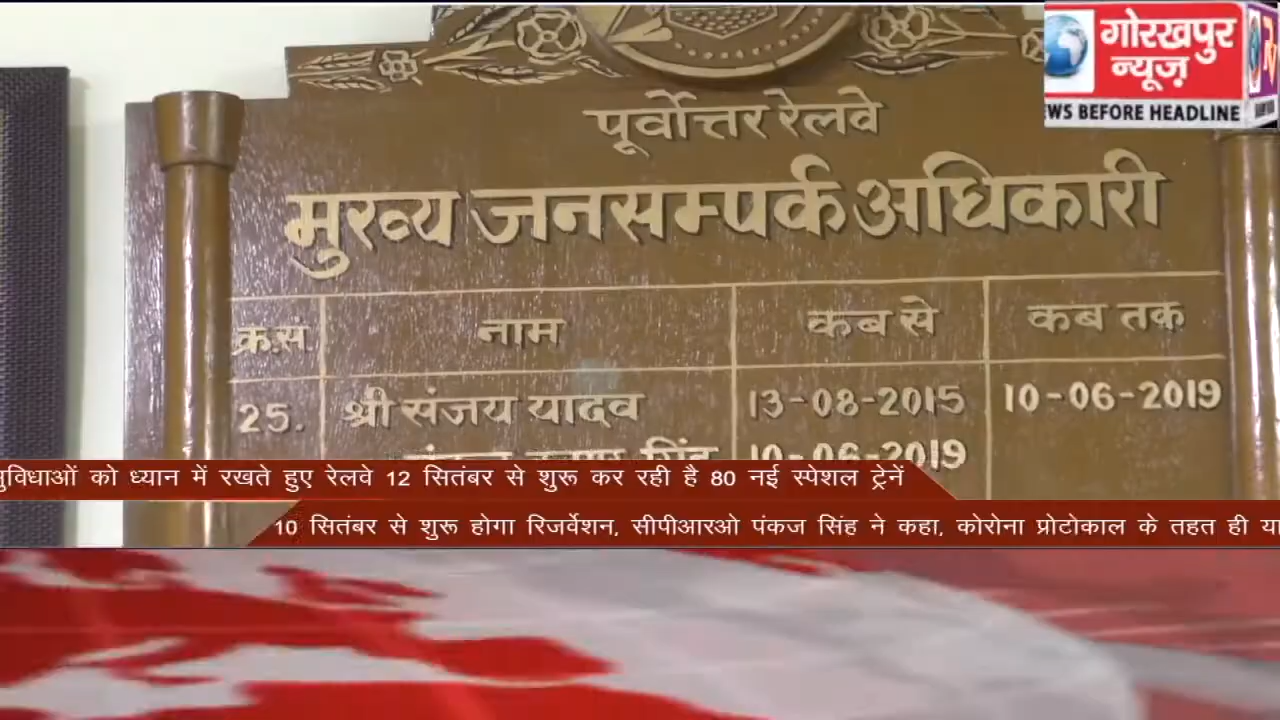 गोरखपुर
न्यूज़
EWS BEFORE HEADLINE
पूर्वोत्तर रेलवे
मुख्य जनसम्पर्क अधिकारी
क्र.सं नाम कब से कब तक
25. श्री संजय यादव 13-08-2015 10-06-2019
सिंह 10-06-2019
सुविधाओं को ध्यान में रखते हुए रेलवे 12 सितंबर से शुरू कर रही है 80 नई स्पेशल ट्रेनें
10 सितंबर से शुरू होगा रिजर्वेशन, सीपीआरओ पंकज सिंह ने कहा, कोरोना प्रोटोकाल के तहत ही